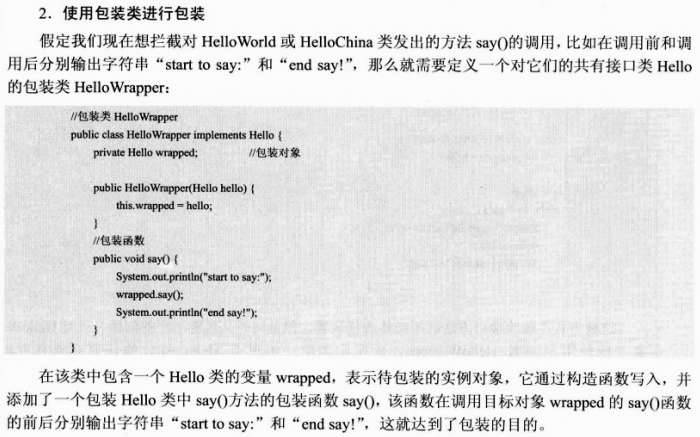 2．使用包装类进行包装
假定我们现在想拦截对 HelloWorld 或 HelloChina 类发出的方法 say()的调用，比如在调用前和调
用后分别输出字符串“start to say:”和“end say!”，那么就需要定义一个对它们的共有接口类 Hello
的包装类 HelloWrapper：
//包装类 HelloWrapper
public class HelloWrapper implements Hello {
private Hello wrapped; //包装对象
public HelloWrapper(Hello hello) {
this.wrapped = hello;
}
//包装函数
public void say() {
System.out.println("start to say:");
wrapped.say();
System.out.println("end say!");
}
}
在该类中包含一个 Hello 类的变量 wrapped，表示待包装的实例对象，它通过构造函数写入，并
添加了一个包装 Hello 类中 say()方法的包装函数 say()，该函数在调用目标对象 wrapped 的 say()函数
的前后分别输出字符串“start to say:”和“end say!”，这就达到了包装的目的。